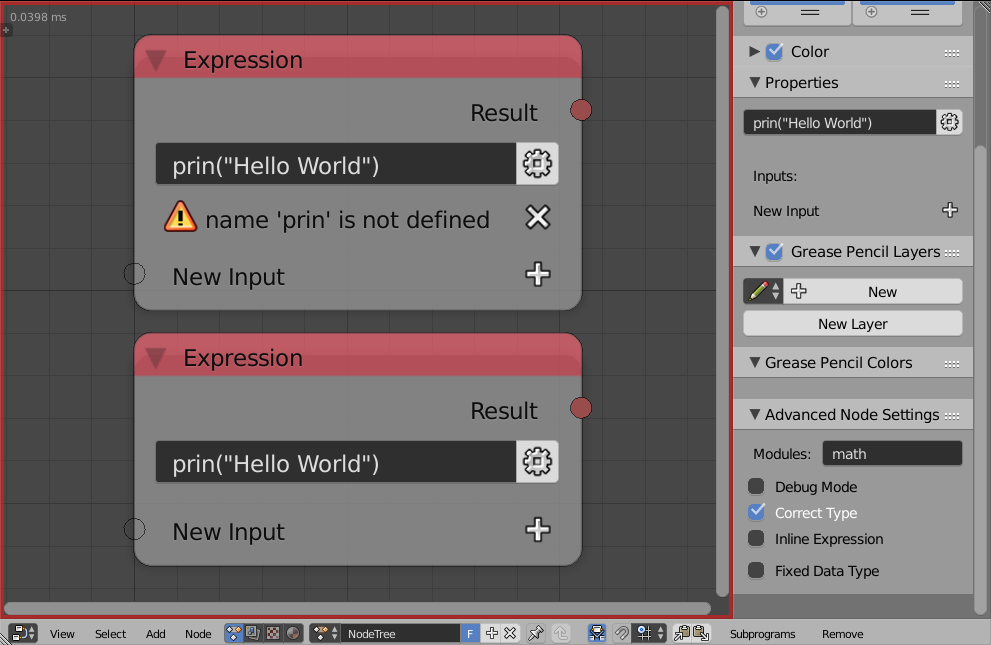 0.0398 ms
Expression
Result
prin("Hello World")
name 'prin' is not defined
New Input
Expression
Result
prin("Hello World")
New Input
Color
Properties
prin("Hello World")
Inputs:
New Input
Grease Pencil Layers
New
New Layer
Grease Pencil Colors
Advanced Node Settings
Modules: math
Debug Mode
Correct Type
Inline Expression
Fixed Data Type
View Select Add Node NodeTree F Subprograms Remove